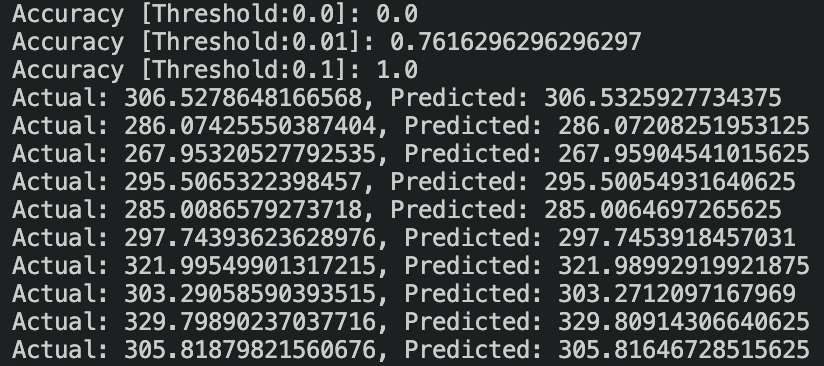 Accuracy [Threshold:0.0]: 0.0
Accuracy [Threshold:0.01]: 0.7616296296296297
Accuracy [Threshold:0.1]: 1.0
Actual: 306.5278648166568, Predicted: 306.5325927734375
Actual: 286.07425550387404, Predicted: 286.07208251953125
Actual: 267.95320527792535, Predicted: 267.95904541015625
Actual: 295.5065322398457, Predicted: 295.50054931640625
Actual: 285.0086579273718, Predicted: 285.0064697265625
Actual: 297.74393623628976, Predicted: 297.7453918457031
Actual: 321.99549901317215, Predicted: 321.98992919921875
Actual: 303.29058590393515, Predicted: 303.2712097167969
Actual: 329.79890237037716, Predicted: 329.80914306640625
Actual: 305.81879821560676, Predicted: 305.81646728515625